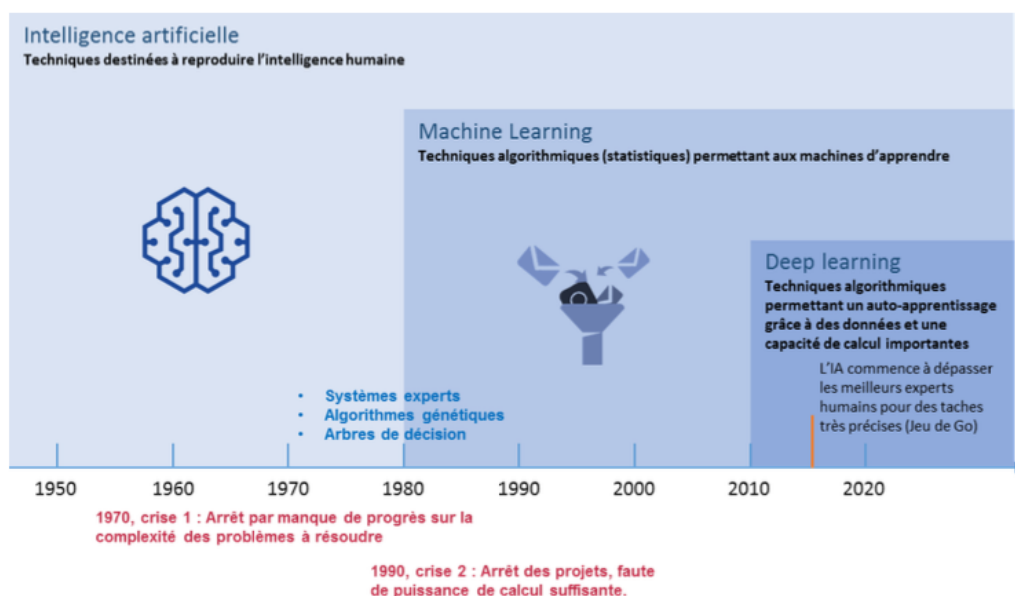 Intelligence artificielle
Techniques destinées à reproduire l'intelligence humaine
Machine Learning
Techniques algorithmiques (statistiques) permettant aux machines d'apprendre
Deep learning
Techniques algorithmiques
permettant un auto-apprentissage
grâce à des données et une
capacité de calcul importantes
L'IA commence à dépasser
les meilleurs experts
humains pour des taches
très précises (Jeu de Go)
• Systèmes experts
• Algorithmes génétiques
• Arbres de décision
1950 1960 1970 1980 1990 2000 2010 2020
1970, crise 1 : Arrêt par manque de progrès sur la
complexité des problèmes à résoudre
1990, crise 2 : Arrêt des projets, faute
de puissance de calcul suffisante.